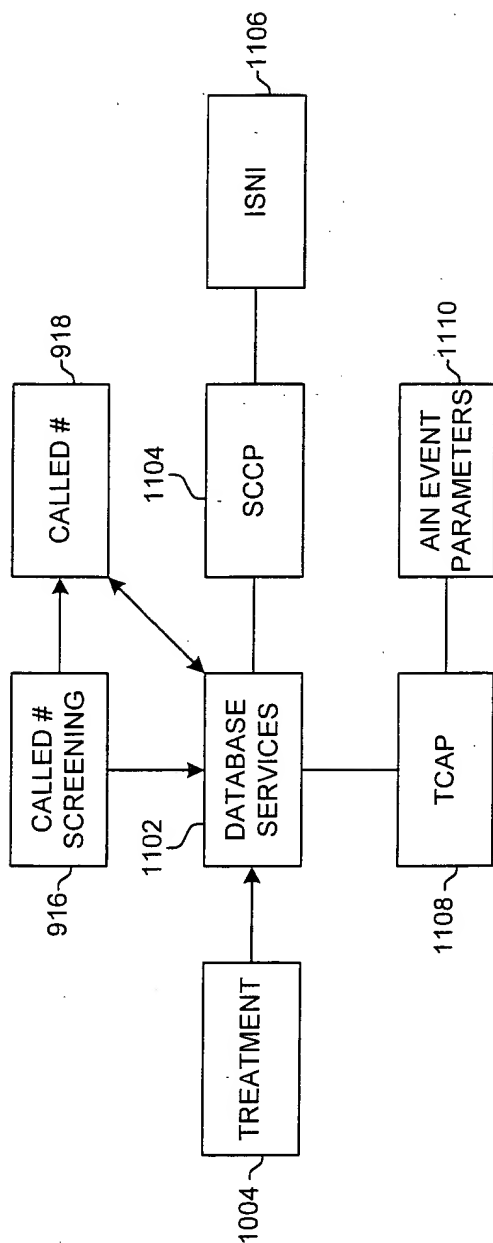 916
CALLED #
SCREENING
CALLED #
918
1004
TREATMENT
1102
DATABASE
SERVICES
1104
SCCP
ISNI
1106
1108
TCAP
AIN EVENT
PARAMETERS
1110